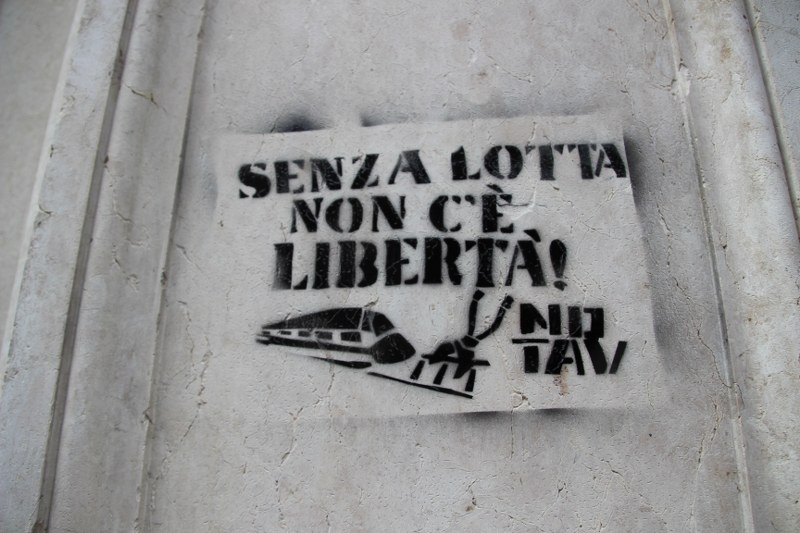 SENZA LOTTA
NON C'È
LIBERTÀ!
NO
TAV